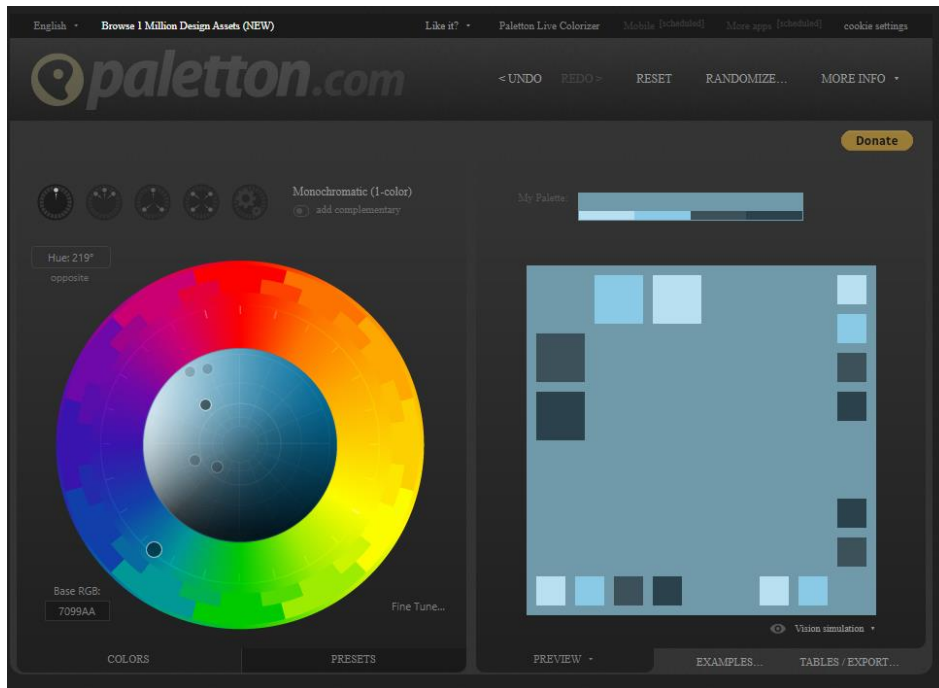 English
Browse 1 Million Design Assets (NEW)
Like it?
Paletton Live Colorizer
Mobile [scheduled]
More apps [scheduled]
cookie settings
paletton.com
< UNDO
REDO >
RESET
RANDOMIZE...
MORE INFO
Donate
Monochromatic (1-color)
add complementary
My Palette:
Hue: 219°
opposite
Base RGB:
7099AA
Fine Tune...
Vision simulation
COLORS
PRESETS
PREVIEW
EXAMPLES...
TABLES / EXPORT...